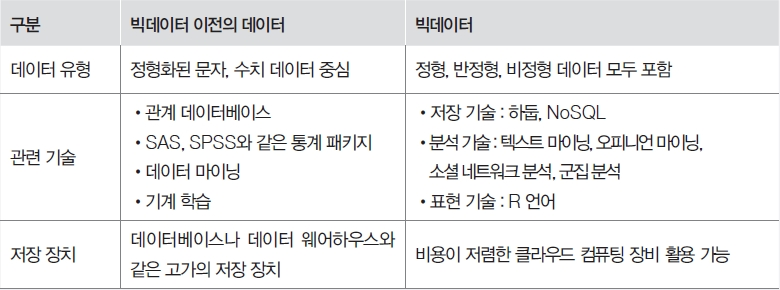 구분
빅데이터 이전의 데이터
빅데이터
데이터 유형
정형화된 문자, 수치 데이터 중심
정형, 반정형, 비정형 데이터 모두 포함
관련 기술
•관계 데이터베이스
•SAS, SPSS와 같은 통계 패키지
•데이터 마이닝
•기계 학습
•저장 기술 : 하둡, NoSQL
•분석 기술 : 텍스트 마이닝, 오피니언 마이닝,
소셜 네트워크 분석, 군집 분석
•표현 기술 : R 언어
저장 장치
데이터베이스나 데이터 웨어하우스와
같은 고가의 저장 장치
비용이 저렴한 클라우드 컴퓨팅 장비 활용 가능